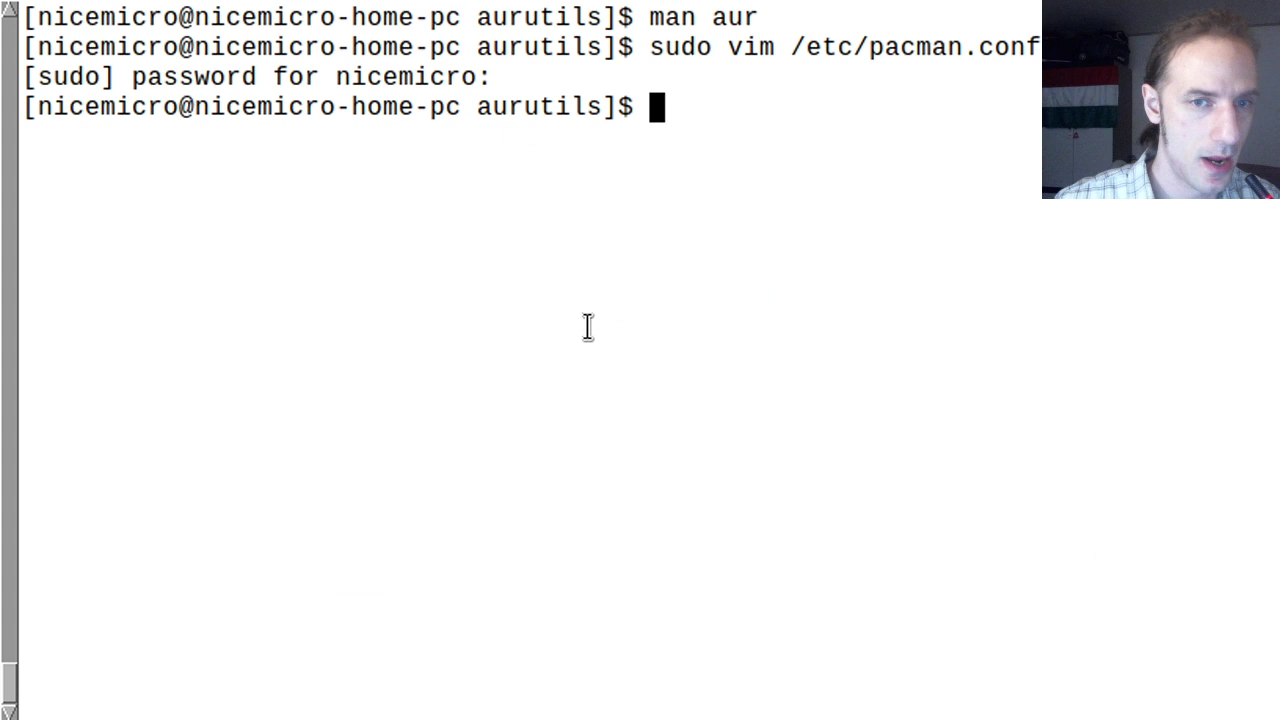 [nicemicro@nicemicro-home-pc aurutils]$ man aur
[nicemicro@nicemicro-home-pc aurutils]$ sudo vim /etc/pacman.conf
[sudo] password for nicemicro:
[nicemicro@nicemicro-home-pc aurutils]$